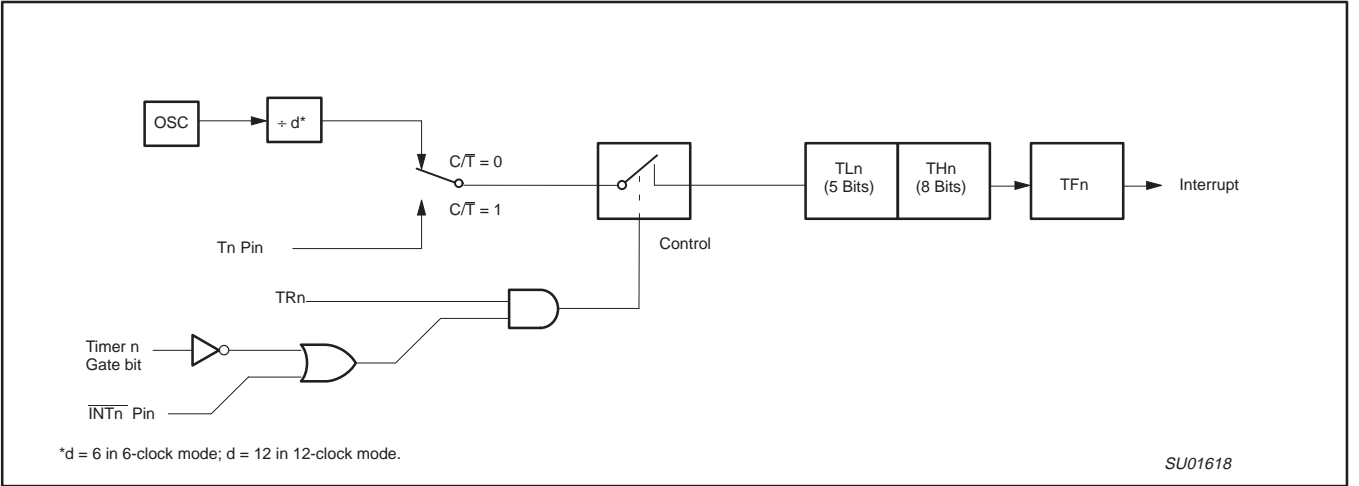 OSC
÷ d*
C/T̅ = 0
C/T̅ = 1
Tn Pin
Control
TLn
(5 Bits)
THn
(8 Bits)
TFn
Interrupt
TRn
Timer n
Gate bit
I̅N̅T̅n̅ Pin
*d = 6 in 6-clock mode; d = 12 in 12-clock mode.
SU01618